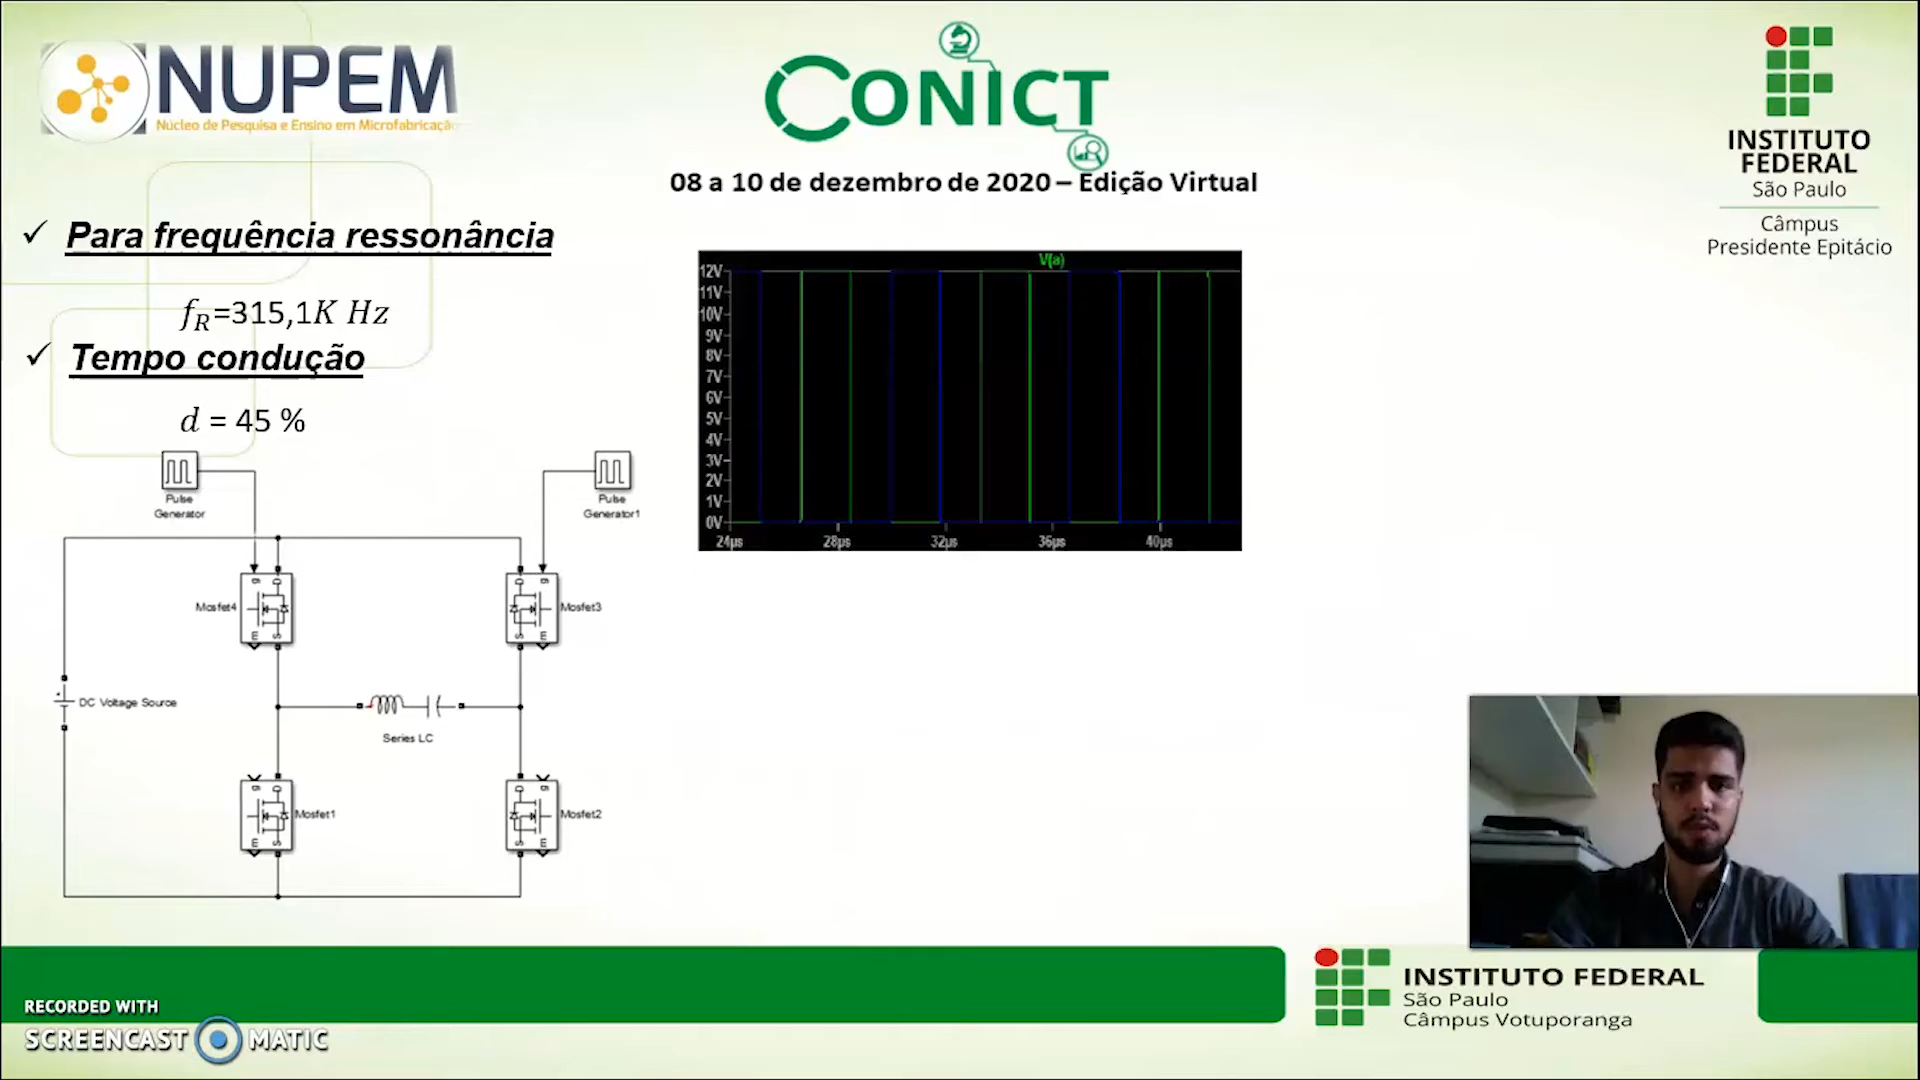 NUPEM
Núcleo de Pesquisa e Ensino em Microfabricação
CONICT
08 a 10 de dezembro de 2020 – Edição Virtual
INSTITUTO
FEDERAL
São Paulo
Câmpus
Presidente Epitácio
✓ Para frequência ressonância
f_R=315,1K Hz
✓ Tempo condução
d = 45 %
V(a)
12V
11V
10V
9V
8V
7V
6V
5V
4V
3V
2V
1V
0V
24µs 28µs 32µs 36µs 40µs
Pulse
Generator
Pulse
Generator1
Mosfet4
Mosfet3
DC Voltage Source
Series LC
Mosfet1
Mosfet2
INSTITUTO FEDERAL
São Paulo
Câmpus Votuporanga
RECORDED WITH
SCREENCAST MATIC